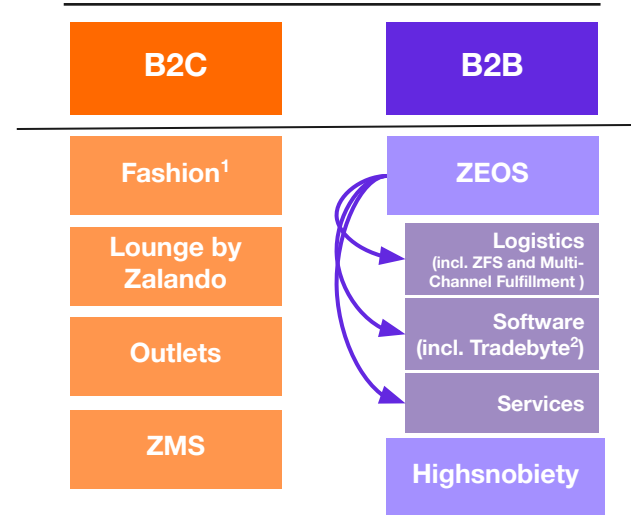 B2C
B2B
Fashion¹
Lounge by
Zalando
Outlets
ZMS
ZEOS
Logistics
(incl. ZFS and Multi-
Channel Fulfillment )
Software
(incl. Tradebyte²)
Services
Highsnobiety